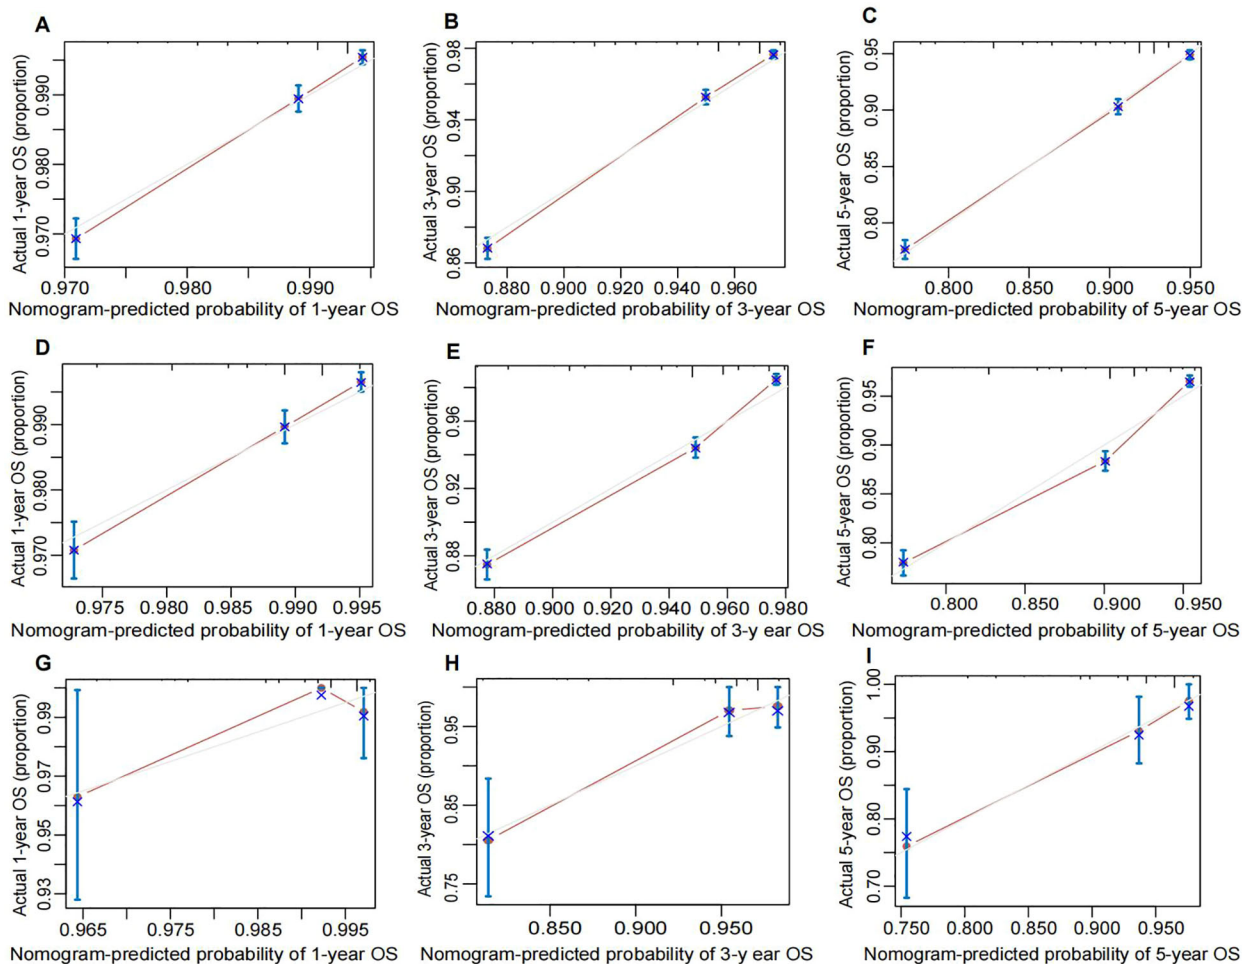 A
B
C
Actual 1-year OS (proportion)
0.970 0.980 0.990
0.970 0.980 0.990
Nomogram-predicted probability of 1-year OS
Actual 3-year OS (proportion)
0.86 0.90 0.94 0.98
0.880 0.900 0.920 0.940 0.960
Nomogram-predicted probability of 3-year OS
Actual 5-year OS (proportion)
0.80 0.85 0.90 0.95
0.800 0.850 0.900 0.950
Nomogram-predicted probability of 5-year OS
D
E
F
Actual 1-year OS (proportion)
0.970 0.980 0.990
0.975 0.980 0.985 0.990 0.995
Nomogram-predicted probability of 1-year OS
Actual 3-year OS (proportion)
0.88 0.92 0.96
0.880 0.900 0.920 0.940 0.960 0.980
Nomogram-predicted probability of 3-y ear OS
Actual 5-year OS (proportion)
0.80 0.85 0.90 0.95
0.800 0.850 0.900 0.950
Nomogram-predicted probability of 5-year OS
G
H
I
Actual 1-year OS (proportion)
0.93 0.95 0.97 0.99
0.965 0.975 0.985 0.995
Nomogram-predicted probability of 1-year OS
Actual 3-year OS (proportion)
0.75 0.85 0.95
0.850 0.900 0.950
Nomogram-predicted probability of 3-y ear OS
Actual 5-year OS (proportion)
0.70 0.80 0.90 1.00
0.750 0.800 0.850 0.900 0.950
Nomogram-predicted probability of 5-year OS